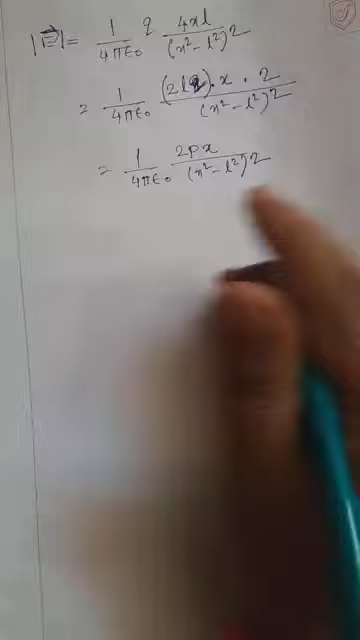 |E⃗| = 1/4πε₀ q 4xl/(x² - l²)²
= 1/4πε₀ (2lq).x.2/(x² - l²)²
= 1/4πε₀ 2px/(x² - l²)²